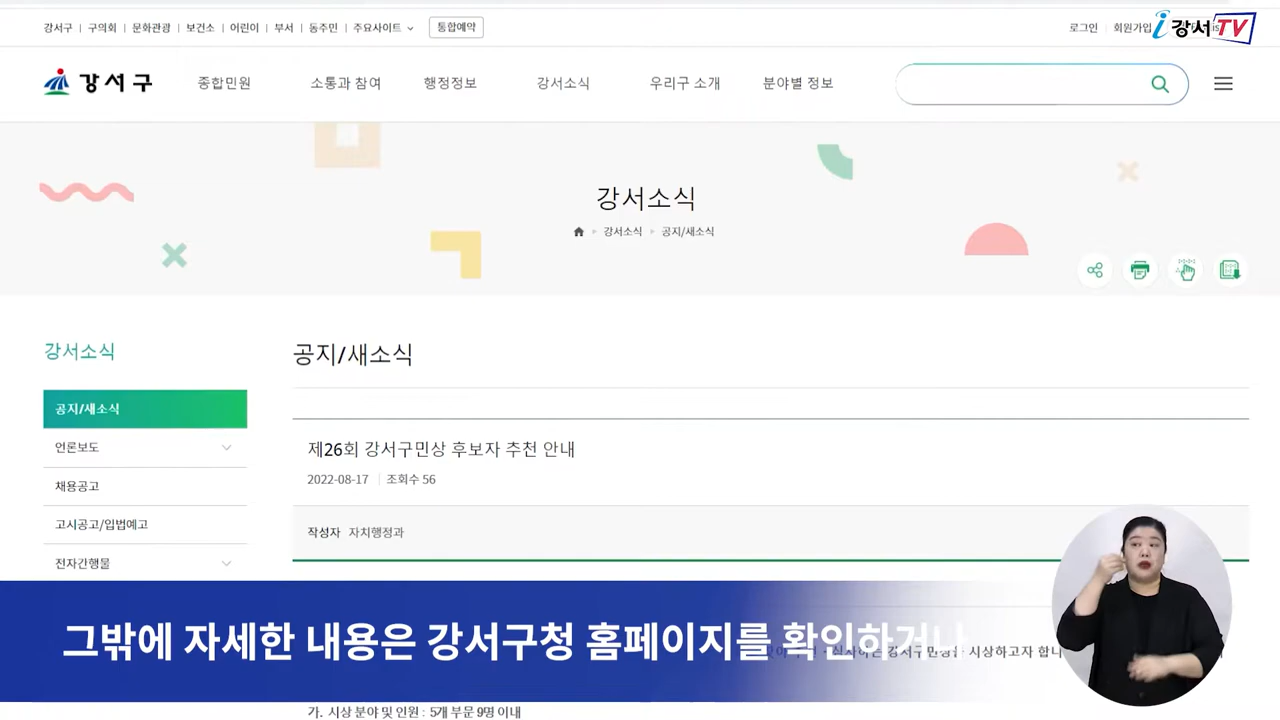 강서구 구의회 문화관광 보건소 어린이 부서 동주민 주요사이트 통합예약
로그인 회원가입
i강서TV
강서구
종합민원 소통과 참여 행정정보 강서소식 우리구 소개 분야별 정보
강서소식
강서소식 공지/새소식
강서소식
공지/새소식
언론보도
채용공고
고시공고/입법예고
전자간행물
공지/새소식
제26회 강서구민상 후보자 추천 안내
2022-08-17 조회수 56
작성자 자치행정과
그밖에 자세한 내용은 강서구청 홈페이지를 확인하거나
시상하고자 합니
가. 시상 분야 및 인원 : 5개 부문 9명 이내